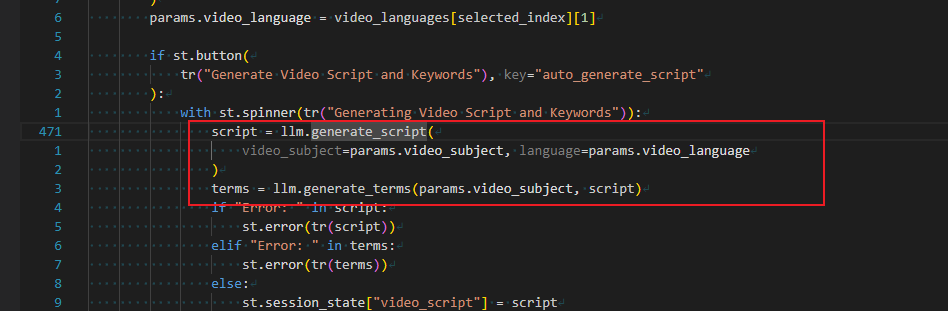 7 )
6 params.video_language = video_languages[selected_index][1]
5
4 if st.button(
3 tr("Generate Video Script and Keywords"), key="auto_generate_script"
2 ):
1 with st.spinner(tr("Generating Video Script and Keywords")):
471 script = llm.generate_script(
1 video_subject=params.video_subject, language=params.video_language
2 )
3 terms = llm.generate_terms(params.video_subject, script)
4 if "Error: " in script:
5 st.error(tr(script))
6 elif "Error: " in terms:
7 st.error(tr(terms))
8 else:
9 st.session_state["video_script"] = script